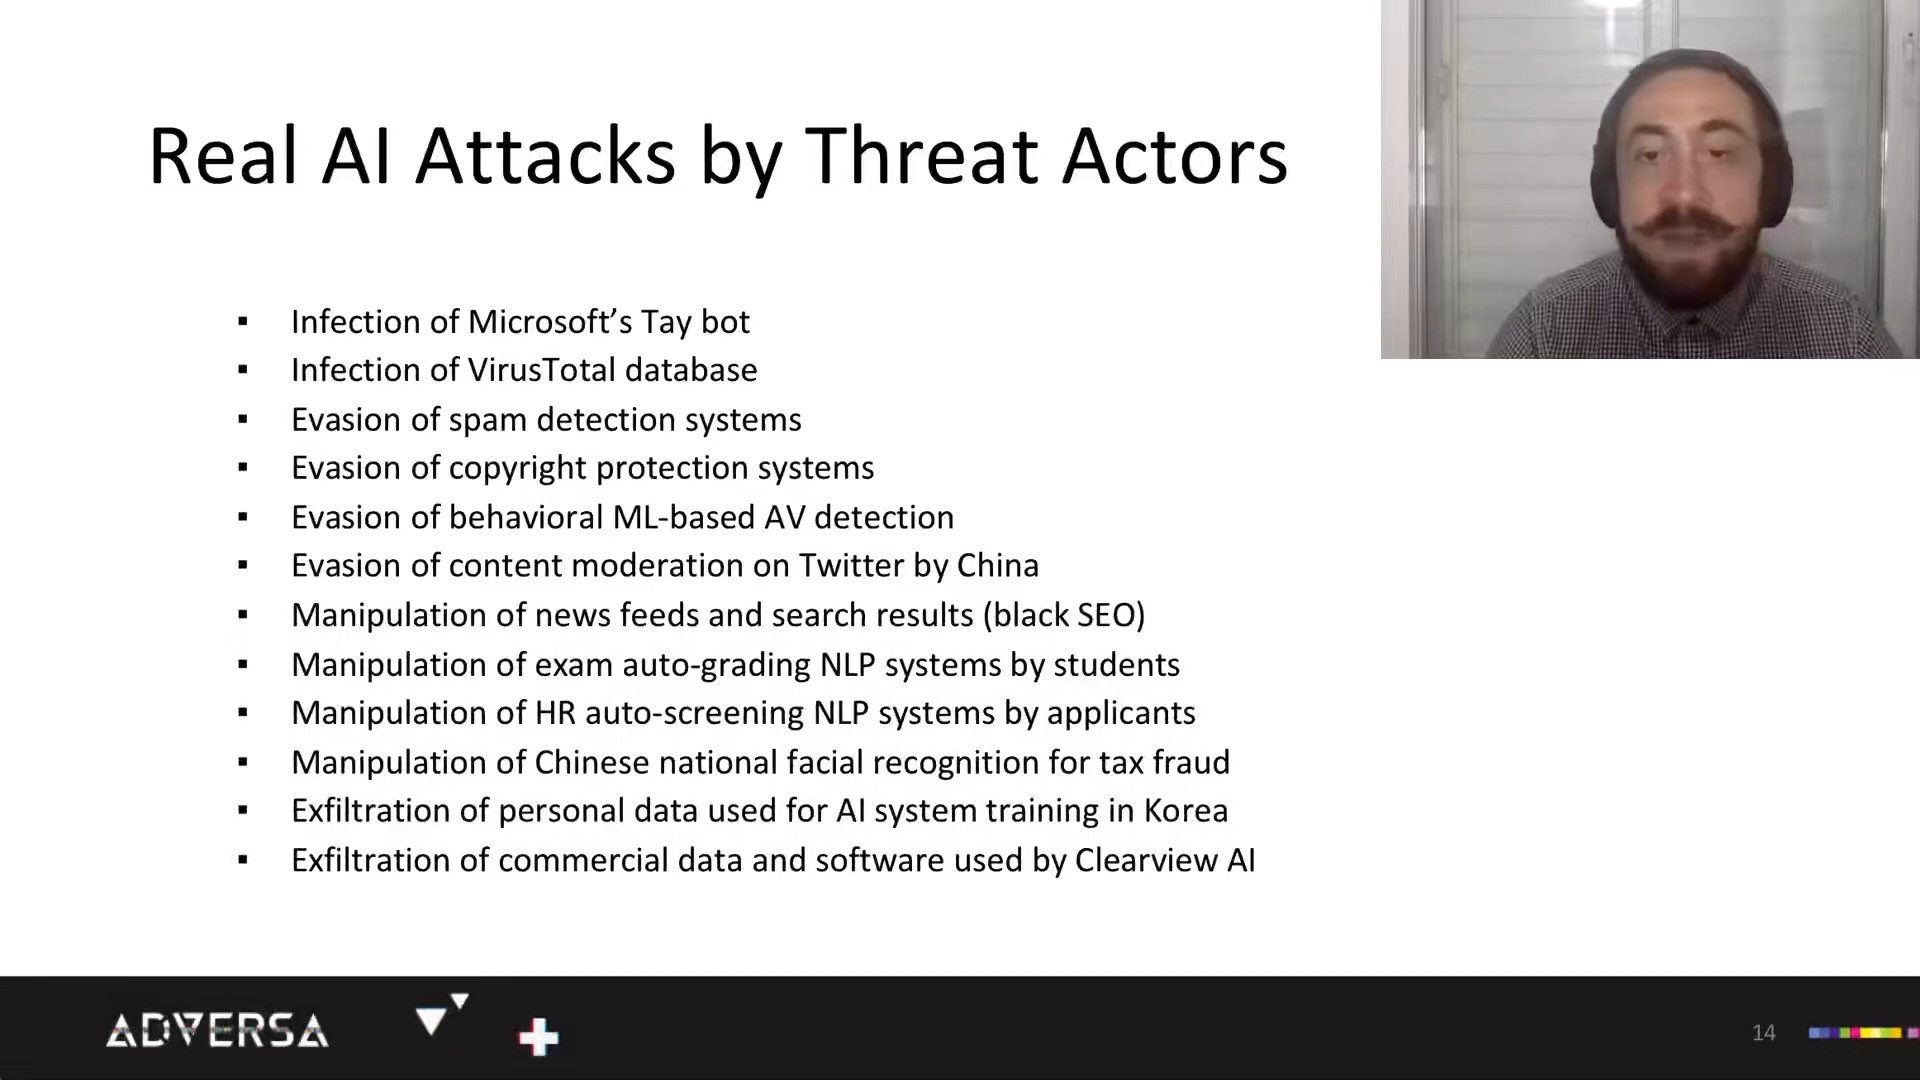 Real AI Attacks by Threat Actors
▪ Infection of Microsoft’s Tay bot
▪ Infection of VirusTotal database
▪ Evasion of spam detection systems
▪ Evasion of copyright protection systems
▪ Evasion of behavioral ML-based AV detection
▪ Evasion of content moderation on Twitter by China
▪ Manipulation of news feeds and search results (black SEO)
▪ Manipulation of exam auto-grading NLP systems by students
▪ Manipulation of HR auto-screening NLP systems by applicants
▪ Manipulation of Chinese national facial recognition for tax fraud
▪ Exfiltration of personal data used for AI system training in Korea
▪ Exfiltration of commercial data and software used by Clearview AI
ADVERSA
14